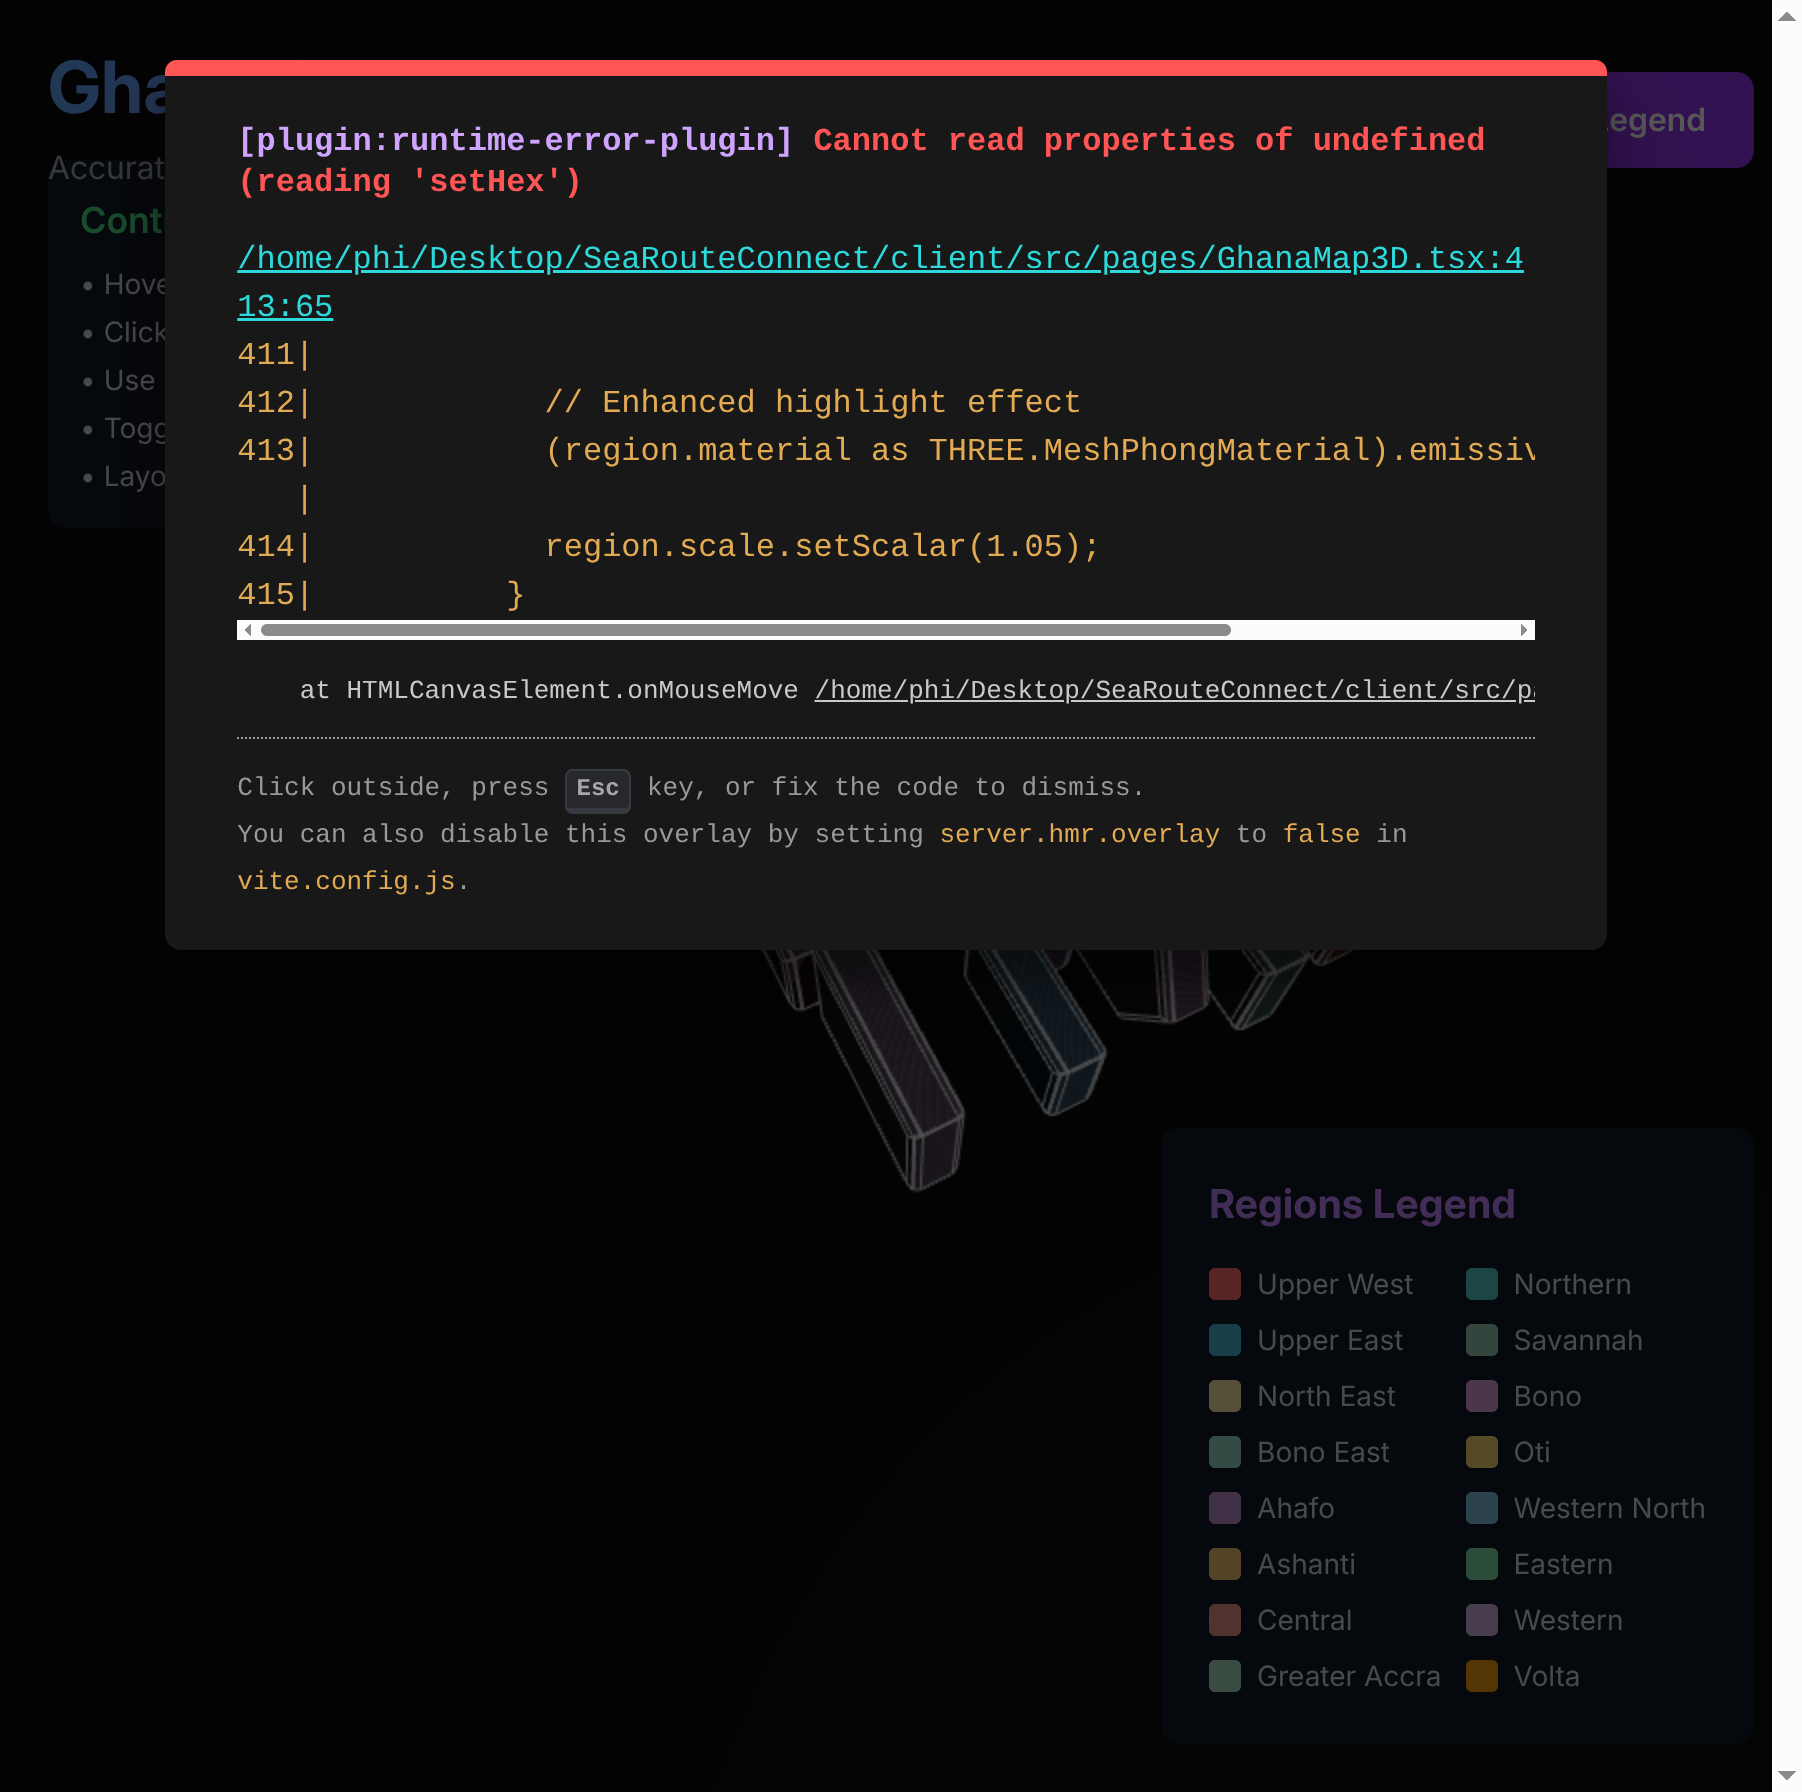 Gha
Accurat
Legend
[plugin:runtime-error-plugin] Cannot read properties of undefined
(reading 'setHex')
/home/phi/Desktop/SeaRouteConnect/client/src/pages/GhanaMap3D.tsx:4
13:65
411|
412|            // Enhanced highlight effect
413|            (region.material as THREE.MeshPhongMaterial).emissiv
   |
414|            region.scale.setScalar(1.05);
415|          }
at HTMLCanvasElement.onMouseMove /home/phi/Desktop/SeaRouteConnect/client/src/pa
Click outside, press Esc key, or fix the code to dismiss.
You can also disable this overlay by setting server.hmr.overlay to false in
vite.config.js.
Cont
• Hove
• Click
• Use
• Togg
• Layo
Regions Legend
Upper West
Northern
Upper East
Savannah
North East
Bono
Bono East
Oti
Ahafo
Western North
Ashanti
Eastern
Central
Western
Greater Accra
Volta